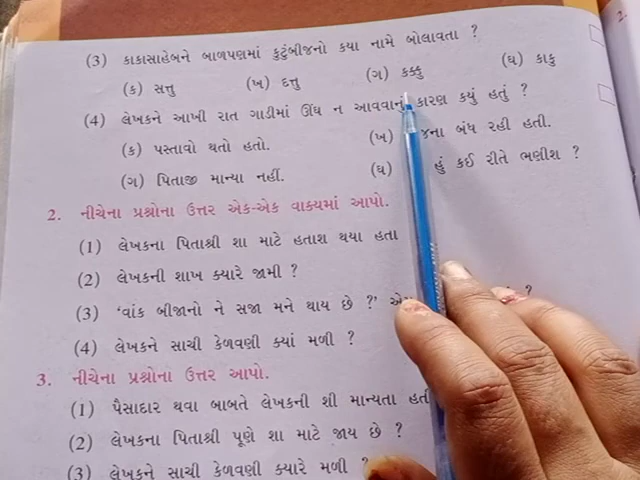 (3) કાકાસાહેબને બાળપણમાં કુટુંબીજનો કયા નામે બોલાવતા ?
(ક) સત્તુ (ખ) દત્તુ (ગ) કક્કુ (ઘ) કાકુ
(4) લેખકને આખી રાત ગાડીમાં ઊંઘ ન આવવાનું કારણ કયું હતું ?
(ક) પસ્તાવો થતો હતો. (ખ) બંધ રહી હતી.
(ગ) પિતાજી માન્યા નહીં. (ઘ) હું કઈ રીતે ભણીશ ?
2. નીચેના પ્રશ્નોના ઉત્તર એક-એક વાક્યમાં આપો.
(1) લેખકના પિતાશ્રી શા માટે હતાશ થયા હતા
(2) લેખકની શાખ ક્યારે જામી ?
(3) ‘વાંક બીજાનો ને સજા મને થાય છે ?’ ?
(4) લેખકને સાચી કેળવણી ક્યાં મળી ?
3. નીચેના પ્રશ્નોના ઉત્તર આપો.
(1) પૈસાદાર થવા બાબતે લેખકની શી માન્યતા હતી
(2) લેખકના પિતાશ્રી પૂણે શા માટે જાય છે ?
(3) લેખકને સાચી કેળવણી ક્યારે મળી ?
2.